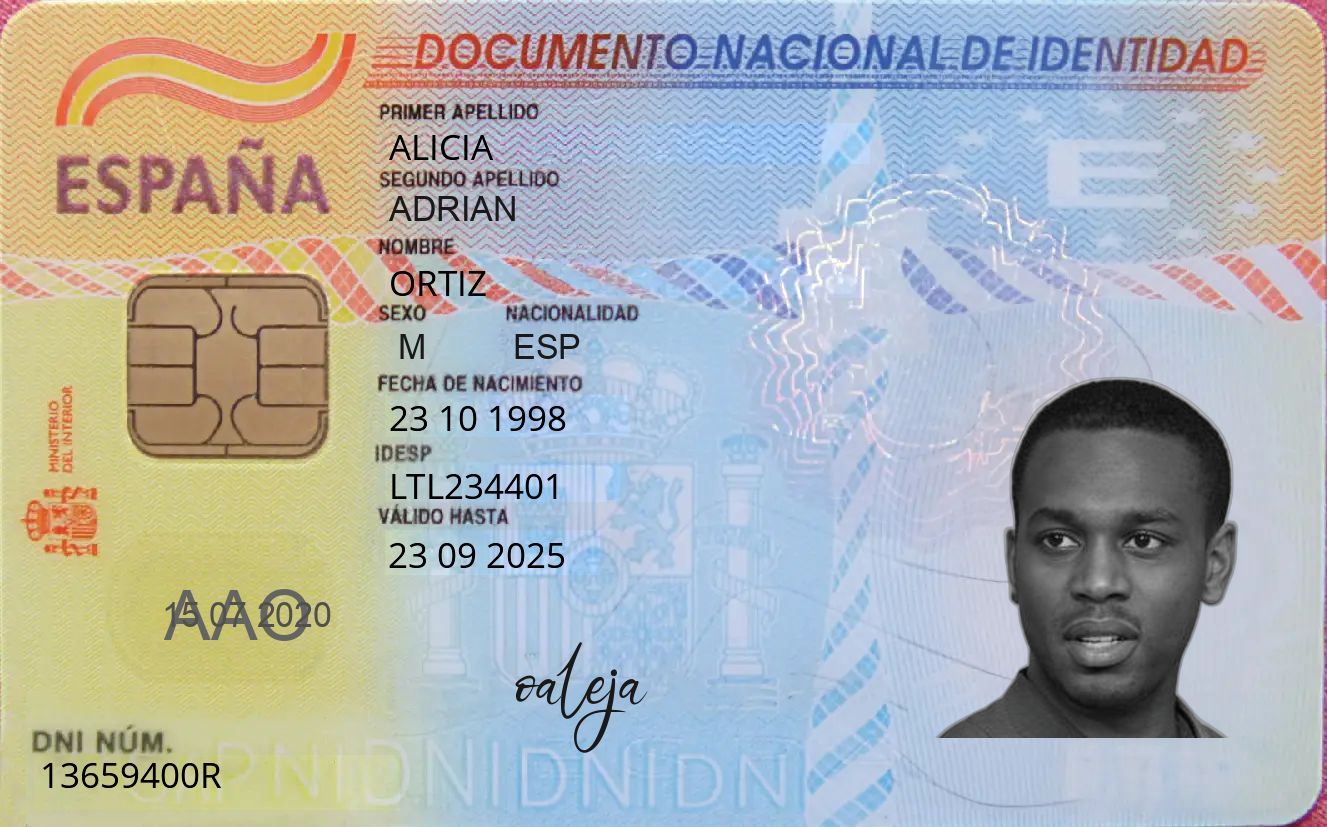 DOCUMENTO NACIONAL DE IDENTIDAD
ESPAÑA
PRIMER APELLIDO
ALICIA
SEGUNDO APELLIDO
ADRIAN
NOMBRE
ORTIZ
SEXO NACIONALIDAD
M ESP
FECHA DE NACIMIENTO
23 10 1998
IDESP
LTL234401
VÁLIDO HASTA
23 09 2025
MINISTERIO
DEL INTERIOR
E
15 07 2020
AAO
oaleja
DNI NÚM.
13659400R
DNIDNIDNIDNI